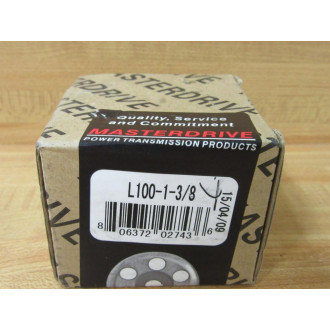 MASTERDRIVE
Quality, Service
and Commitment
MASTERDRIVE
POWER TRANSMISSION PRODUCTS
L100-1-3/8
15/04/09
8 06372 02743 6